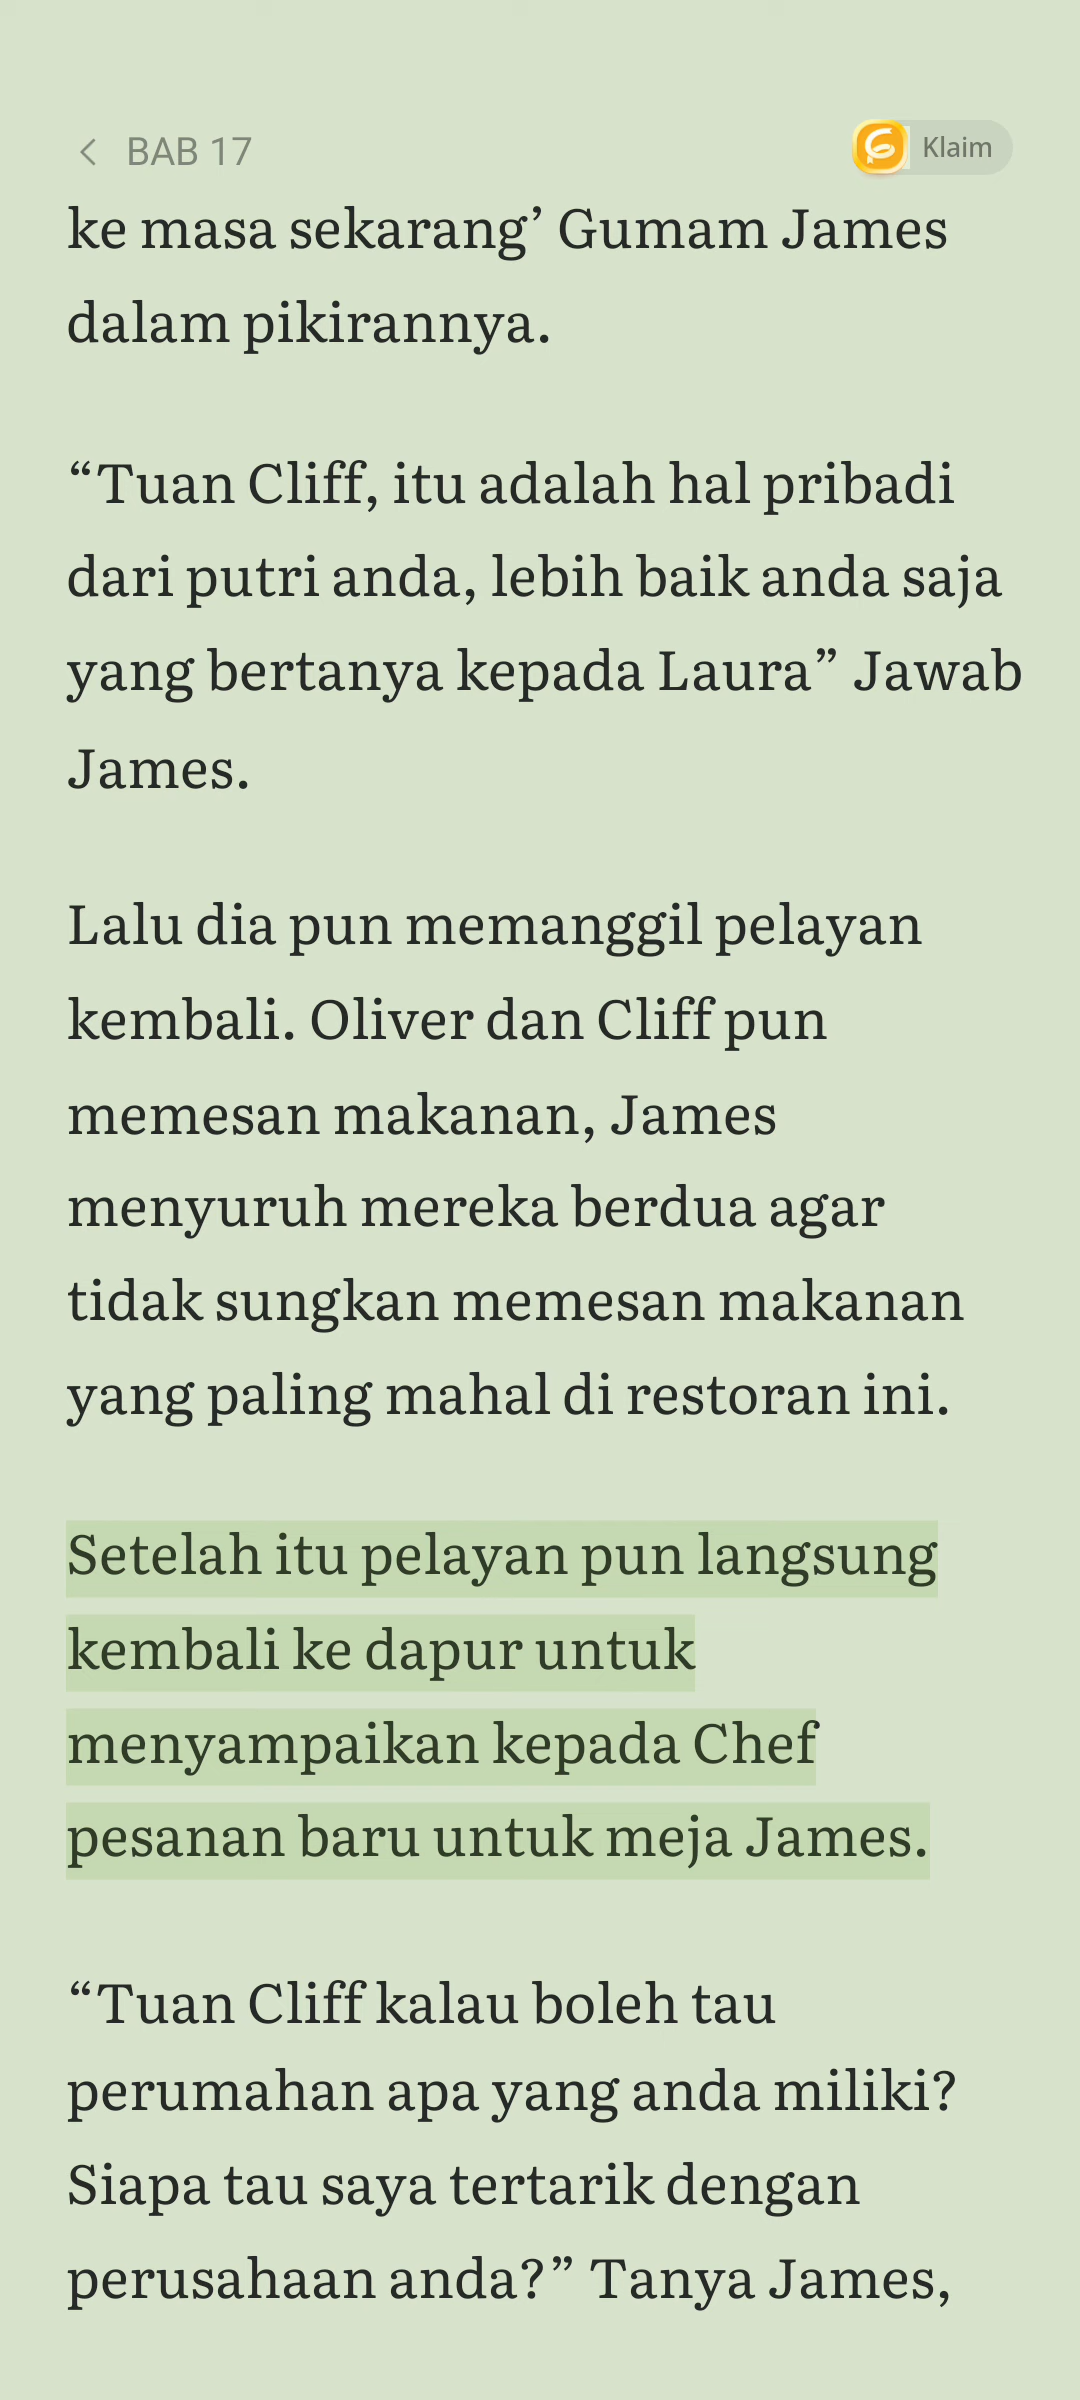 BAB 17
Klaim
ke masa sekarang’ Gumam James
dalam pikirannya.
“Tuan Cliff, itu adalah hal pribadi
dari putri anda, lebih baik anda saja
yang bertanya kepada Laura” Jawab
James.
Lalu dia pun memanggil pelayan
kembali. Oliver dan Cliff pun
memesan makanan, James
menyuruh mereka berdua agar
tidak sungkan memesan makanan
yang paling mahal di restoran ini.
Setelah itu pelayan pun langsung
kembali ke dapur untuk
menyampaikan kepada Chef
pesanan baru untuk meja James.
“Tuan Cliff kalau boleh tau
perumahan apa yang anda miliki?
Siapa tau saya tertarik dengan
perusahaan anda?” Tanya James,